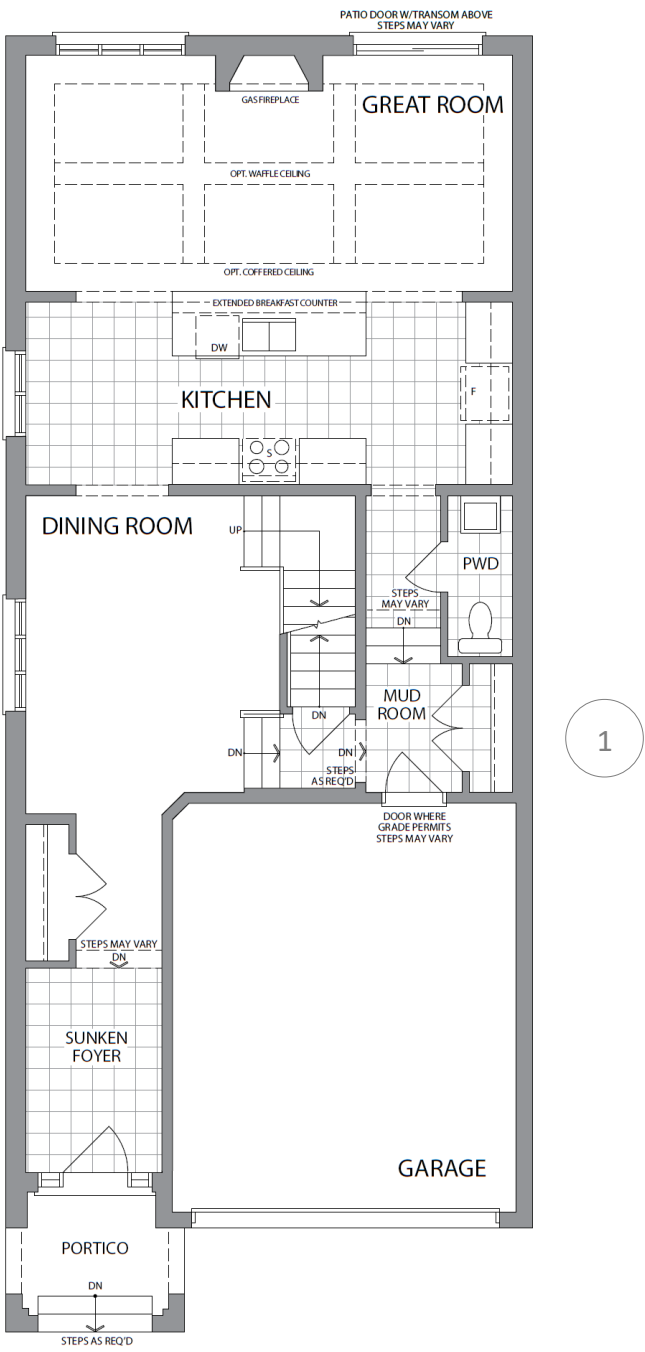 PATIO DOOR W/TRANSOM ABOVE
STEPS MAY VARY
GAS FIREPLACE
GREAT ROOM
OPT. WAFFLE CEILING
OPT. COFFERED CEILING
EXTENDED BREAKFAST COUNTER
DW
F
KITCHEN
S
DINING ROOM
UP
PWD
STEPS
MAY VARY
DN
MUD
ROOM
DN
DN
DN
STEPS
AS REQ'D
1
DOOR WHERE
GRADE PERMITS
STEPS MAY VARY
STEPS MAY VARY
DN
SUNKEN
FOYER
GARAGE
PORTICO
DN
STEPS AS REQ'D